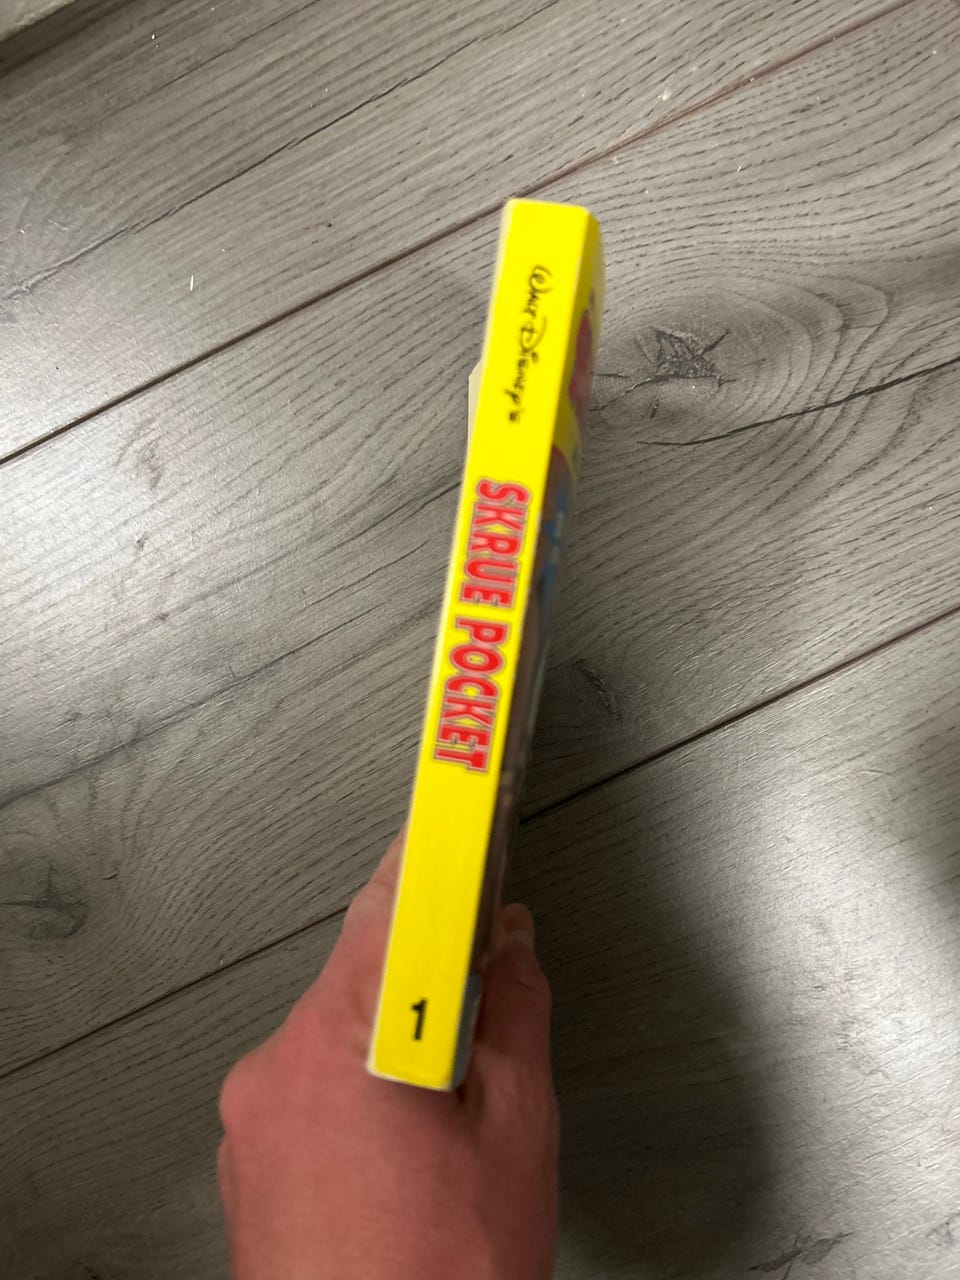 Walt Disney's
SKRUE POCKET
1